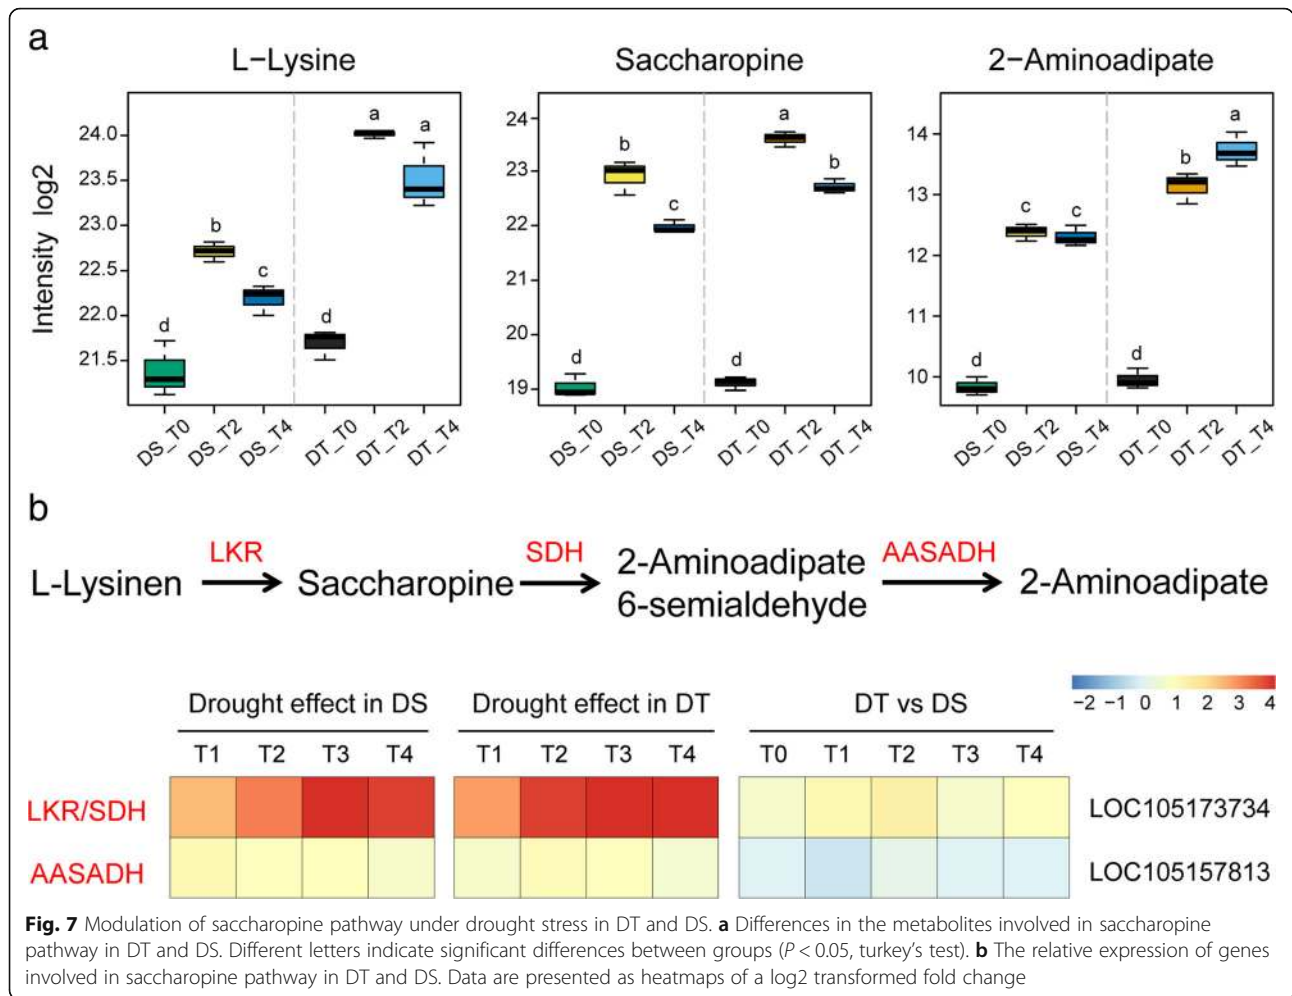 a
L−Lysine
Saccharopine
2−Aminoadipate
Intensity log2
24.0
23.5
23.0
22.5
22.0
21.5
d
b
c
d
a
a
DS_T0
DS_T2
DS_T4
DT_T0
DT_T2
DT_T4
24
23
22
21
20
19
d
b
c
d
a
b
DS_T0
DS_T2
DS_T4
DT_T0
DT_T2
DT_T4
14
13
12
11
10
d
c
c
d
b
a
DS_T0
DS_T2
DS_T4
DT_T0
DT_T2
DT_T4
b
L-Lysinen
LKR
Saccharopine
SDH
2-Aminoadipate
6-semialdehyde
AASADH
2-Aminoadipate
−2 −1 0 1 2 3 4
Drought effect in DS
Drought effect in DT
DT vs DS
T1 T2 T3 T4
T1 T2 T3 T4
T0 T1 T2 T3 T4
LKR/SDH
LOC105173734
AASADH
LOC105157813
Fig. 7 Modulation of saccharopine pathway under drought stress in DT and DS. a Differences in the metabolites involved in saccharopine
pathway in DT and DS. Different letters indicate significant differences between groups (P < 0.05, turkey's test). b The relative expression of genes
involved in saccharopine pathway in DT and DS. Data are presented as heatmaps of a log2 transformed fold change